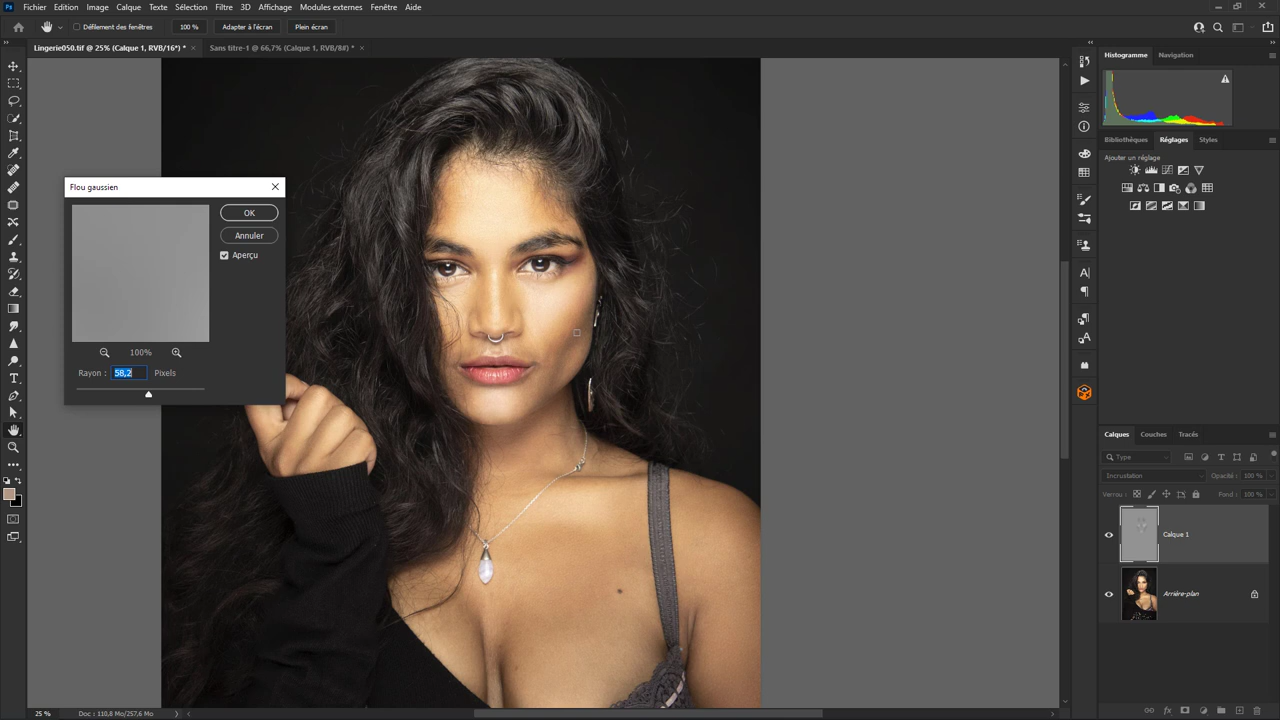 Ps Fichier Edition Image Calque Texte Sélection Filtre 3D Affichage Modules externes Fenêtre Aide
Défilement des fenêtres 100 % Adapter à l'écran Plein écran
Lingerie050.tif @ 25% (Calque 1, RVB/16*) * × Sans titre-1 @ 66,7% (Calque 1, RVB/8#) * ×
Histogramme Navigation
Bibliothèques Réglages Styles
Ajouter un réglage
Flou gaussien
OK
Annuler
Aperçu
100%
Rayon : 58,2 Pixels
Calques Couches Tracés
Type
Incrustation Opacité : 100 %
Verrou : Fond : 100 %
Calque 1
Arrière-plan
25 % Doc : 110,8 Mo/257,6 Mo